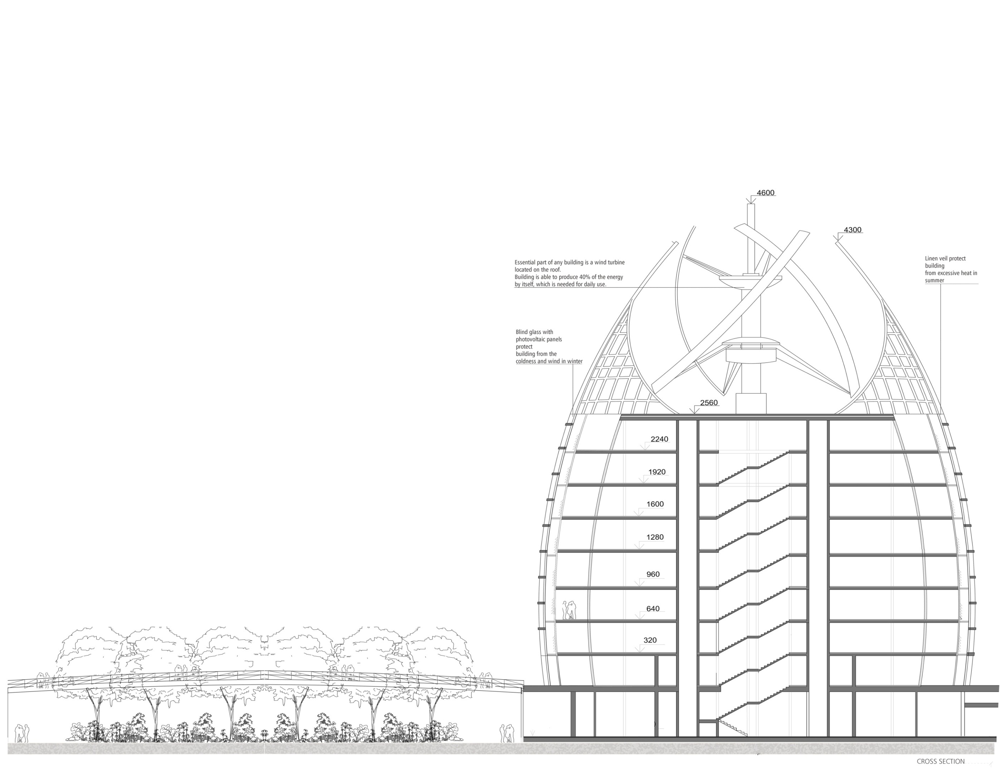 4600
4300
Essential part of any building is a wind turbine
located on the roof.
Building is able to produce 40% of the energy
by itself, which is needed for daily use.
Linen veil protect
building
from excessive heat in
summer
Blind glass with
photovoltaic panels
protect
building from the
coldness and wind in winter
2560
2240
1920
1600
1280
960
640
320
CROSS SECTION